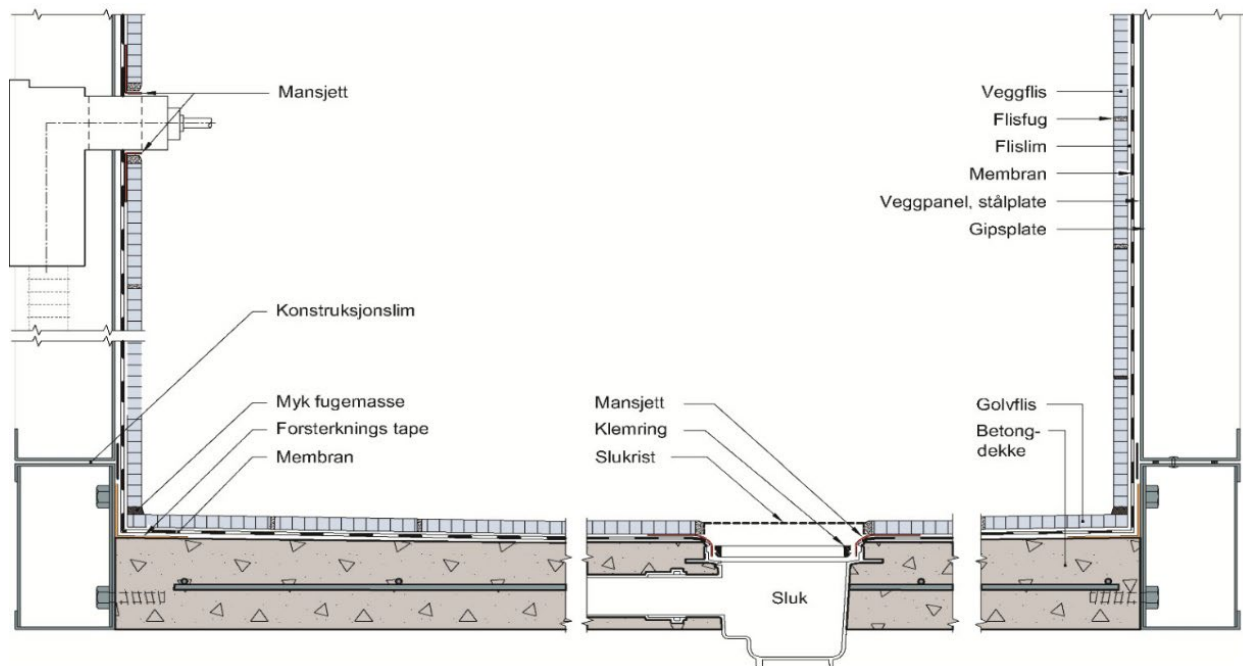 Mansjett
Veggflis
Flisfug
Flislim
Membran
Veggpanel, stålplate
Gipsplate
Konstruksjonslim
Myk fugemasse
Forsterknings tape
Membran
Mansjett
Klemring
Slukrist
Golvflis
Betong-
dekke
Sluk